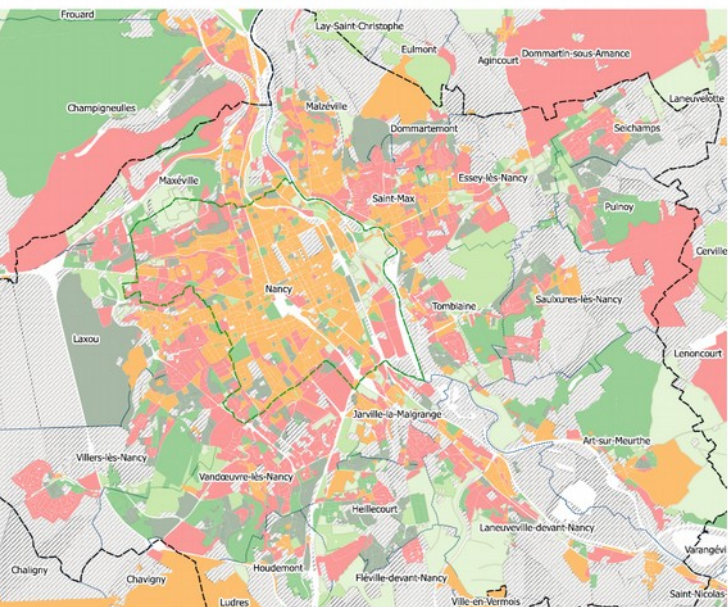 Frouard
Lay-Saint-Christophe
Eulmont
Agincourt
Dommartin-sous-Amance
Champigneulles
Malzéville
Laneuvelotte
Dommartemont
Seichamps
Maxéville
Essey-lès-Nancy
Saint-Max
Pulnoy
Cerville
Nancy
Saulxures-lès-Nancy
Tomblaine
Laxou
Lenoncourt
Jarville-la-Malgrange
Art-sur-Meurthe
Villers-lès-Nancy
Vandœuvre-lès-Nancy
Heillecourt
Laneuveville-devant-Nancy
Varangévi
Chaligny
Houdemont
Chavigny
Fléville-devant-Nancy
Saint-Nicolas
Ludres
Ville-en-Vermois